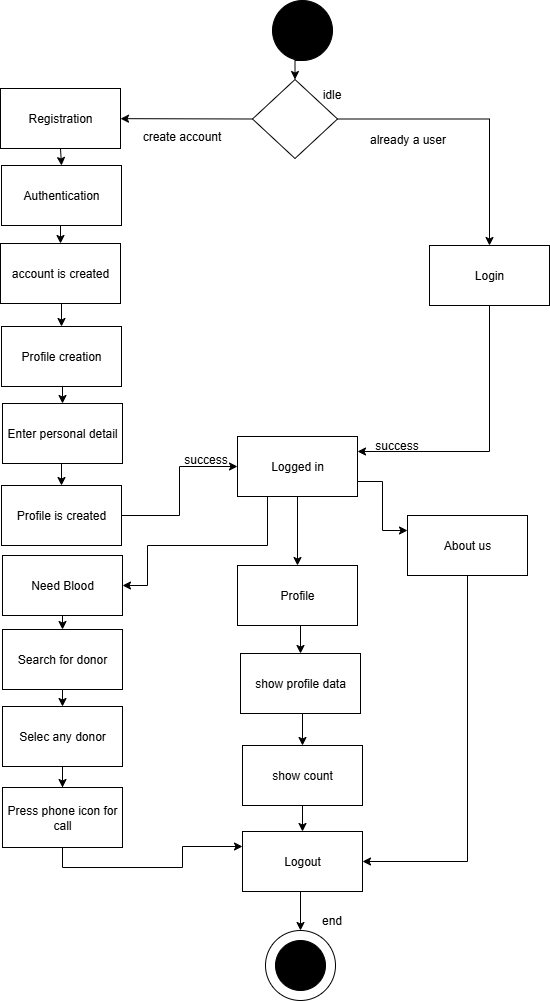 idle
Registration
create account
already a user
Authentication
account is created
Login
Profile creation
Enter personal detail
success
Logged in
success
Profile is created
About us
Need Blood
Profile
Search for donor
show profile data
Selec any donor
show count
Press phone icon for
call
Logout
end